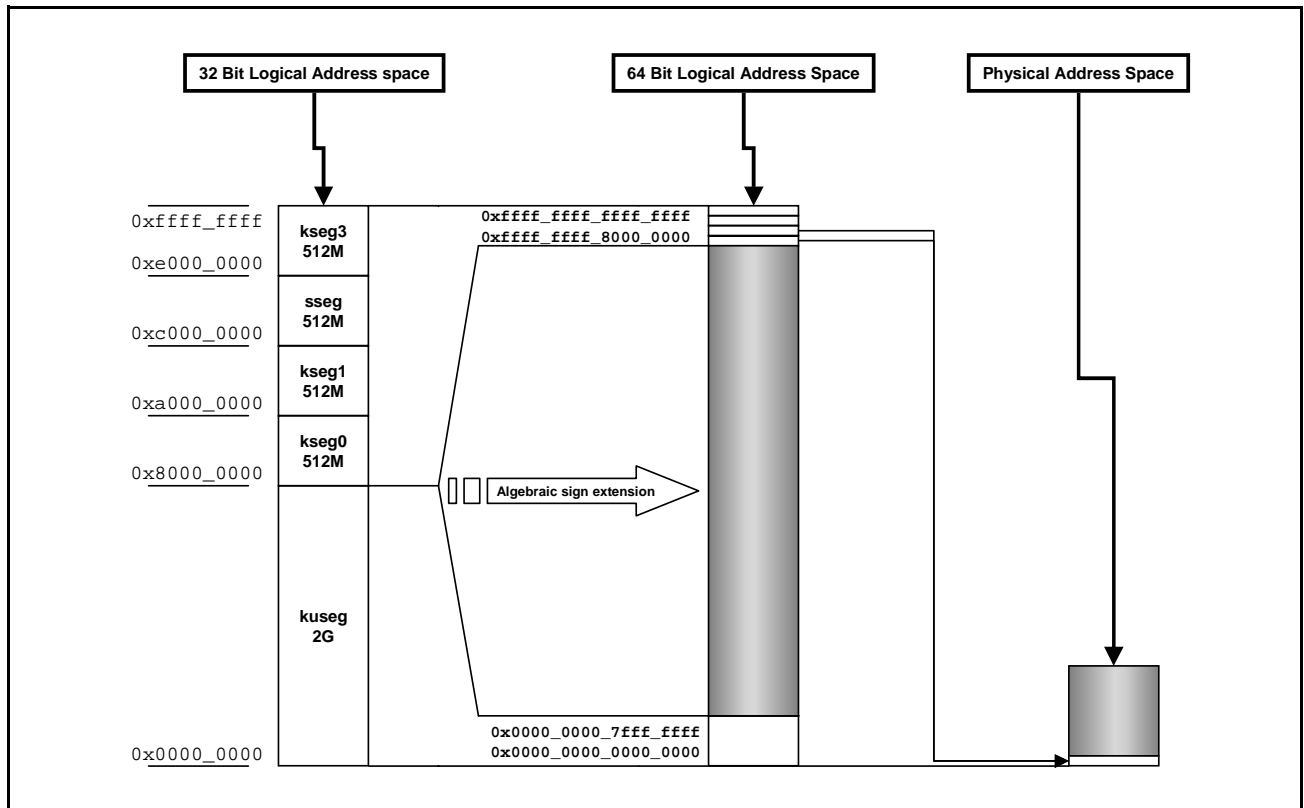 32 Bit Logical Address space
64 Bit Logical Address Space
Physical Address Space
0xffff_ffff
kseg3
512M
0xe000_0000
sseg
512M
0xc000_0000
kseg1
512M
0xa000_0000
kseg0
512M
0x8000_0000
kuseg
2G
0x0000_0000
0xffff_ffff_ffff_ffff
0xffff_ffff_8000_0000
Algebraic sign extension
0x0000_0000_7fff_ffff
0x0000_0000_0000_0000